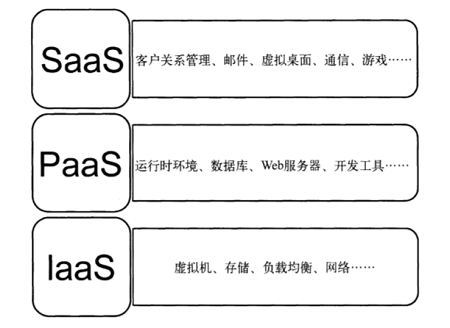 SaaS
客户关系管理、邮件、虚拟桌面、通信、游戏……
PaaS
运行时环境、数据库、Web服务器、开发工具……
IaaS
虚拟机、存储、负载均衡、网络……